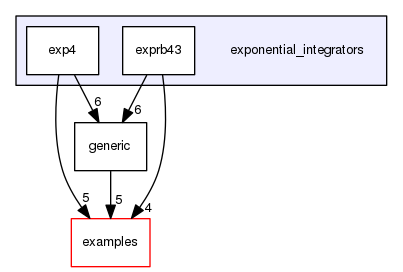 exp4
exprb43
exponential_integrators
6
6
generic
5
5
4
examples